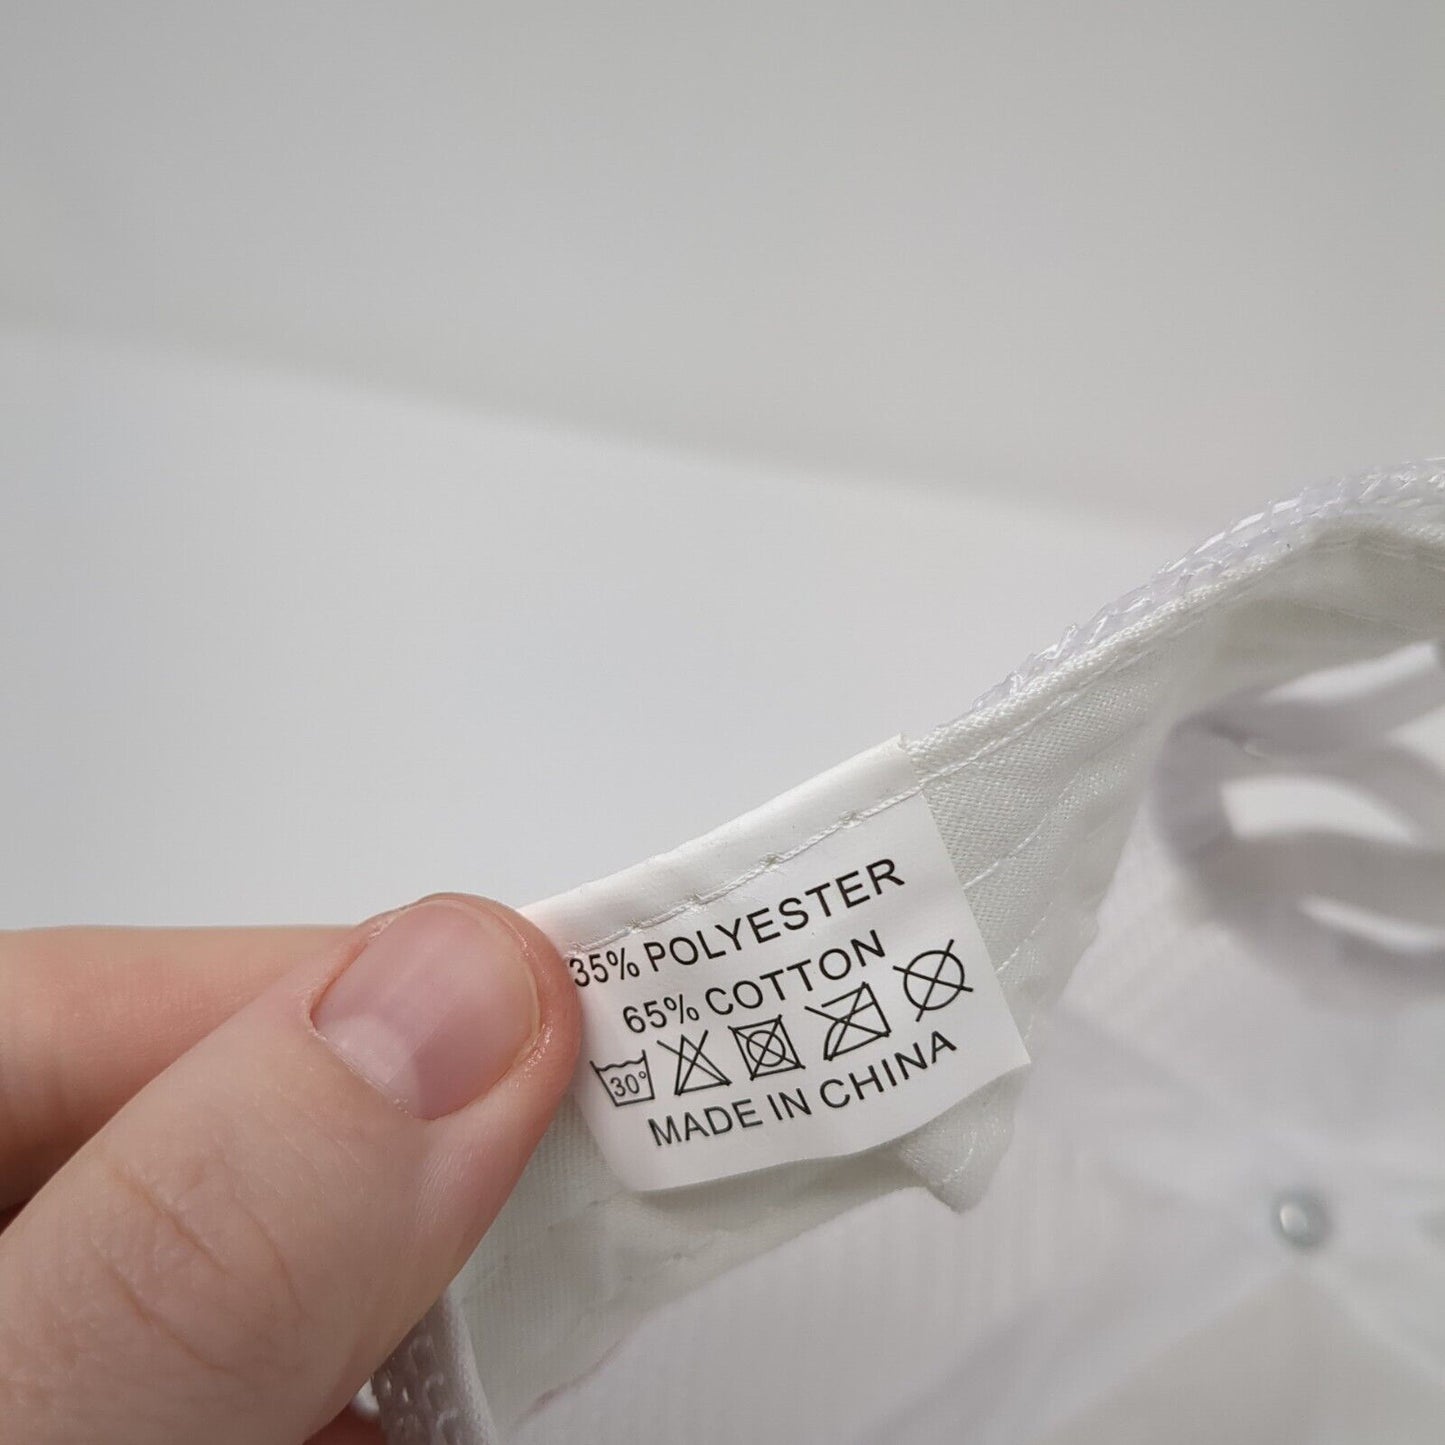 35% POLYESTER
65% COTTON
30°
MADE IN CHINA